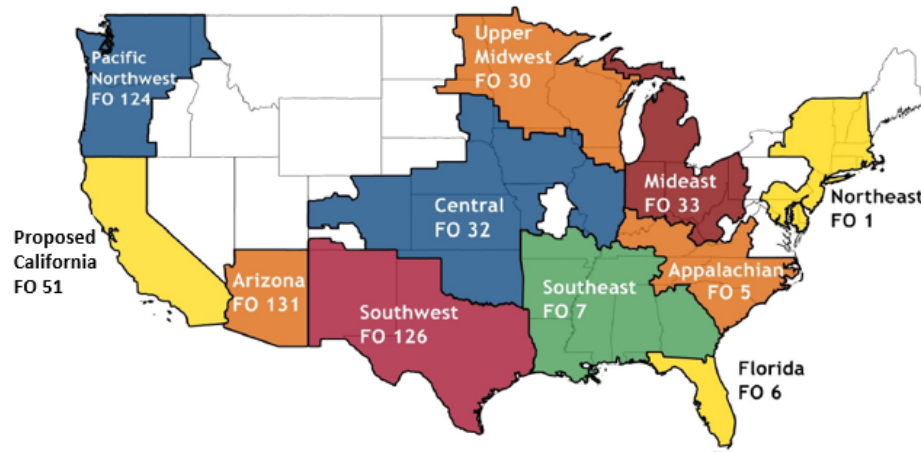 Pacific
Northwest
FO 124
Upper
Midwest
FO 30
Mideast
FO 33
Northeast
FO 1
Central
FO 32
Proposed
California
FO 51
Arizona
FO 131
Southwest
FO 126
Southeast
FO 7
Appalachian
FO 5
Florida
FO 6